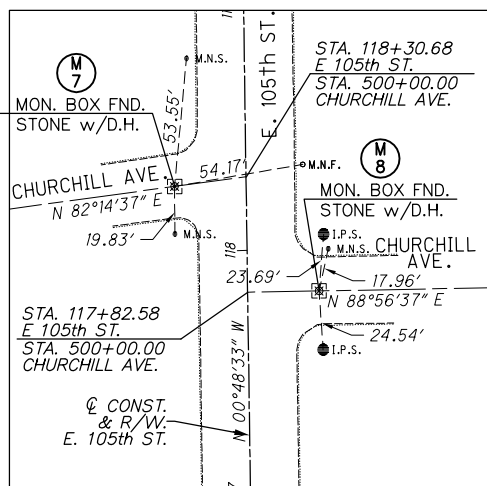 M
7
MON. BOX FND.
STONE w/D.H.
53.55'
M.N.S.
E. 105th ST.
STA. 118+30.68
E 105th ST.
STA. 500+00.00
CHURCHILL AVE.
M
8
MON. BOX FND.
STONE w/D.H.
54.17'
M.N.F.
CHURCHILL AVE.
N 82°14'37" E
19.83'
M.N.S.
118
I.P.S.
M.N.S.
CHURCHILL
AVE.
23.69'
17.96'
N 88°56'37" E
24.54'
I.P.S.
STA. 117+82.58
E 105th ST.
STA. 500+00.00
CHURCHILL AVE.
N 00°48'33" W
℄ CONST.
& R/W.
E. 105th ST.